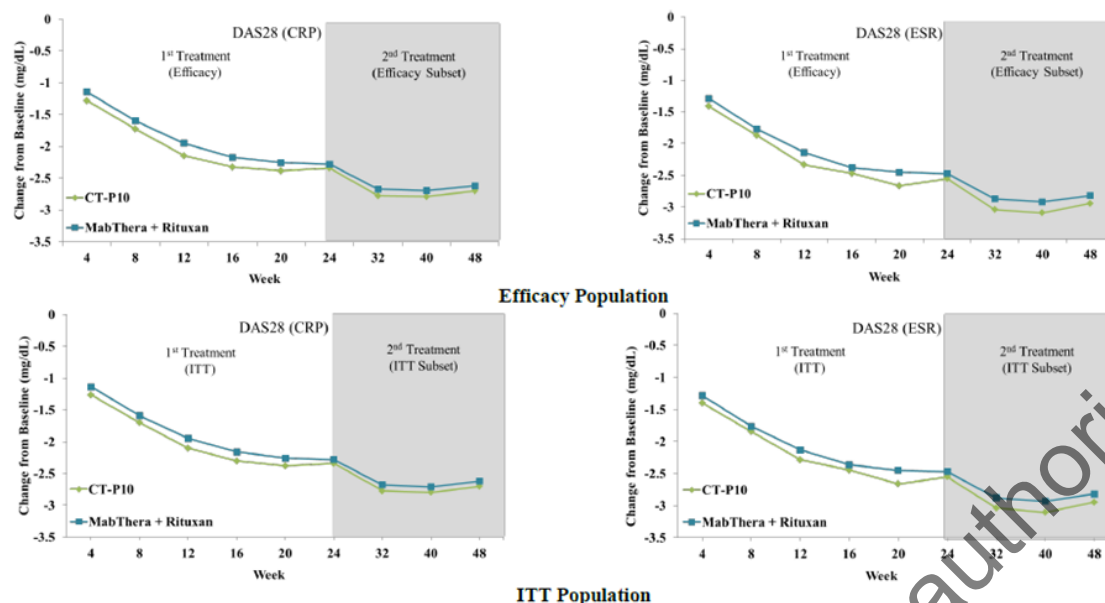 DAS28 (CRP)
1st Treatment
(Efficacy)
2nd Treatment
(Efficacy Subset)
Change from Baseline (mg/dL)
0
-0.5
-1
-1.5
-2
-2.5
-3
-3.5
CT-P10
MabThera + Rituxan
4 8 12 16 20 24 32 40 48
Week
DAS28 (ESR)
1st Treatment
(Efficacy)
2nd Treatment
(Efficacy Subset)
Change from Baseline (mg/dL)
0
-0.5
-1
-1.5
-2
-2.5
-3
-3.5
CT-P10
MabThera + Rituxan
4 8 12 16 20 24 32 40 48
Week
Efficacy Population
DAS28 (CRP)
1st Treatment
(ITT)
2nd Treatment
(ITT Subset)
Change from Baseline (mg/dL)
0
-0.5
-1
-1.5
-2
-2.5
-3
-3.5
CT-P10
MabThera + Rituxan
4 8 12 16 20 24 32 40 48
Week
DAS28 (ESR)
1st Treatment
(ITT)
2nd Treatment
(ITT Subset)
Change from Baseline (mg/dL)
0
-0.5
-1
-1.5
-2
-2.5
-3
-3.5
CT-P10
MabThera + Rituxan
4 8 12 16 20 24 32 40 48
Week
ITT Population